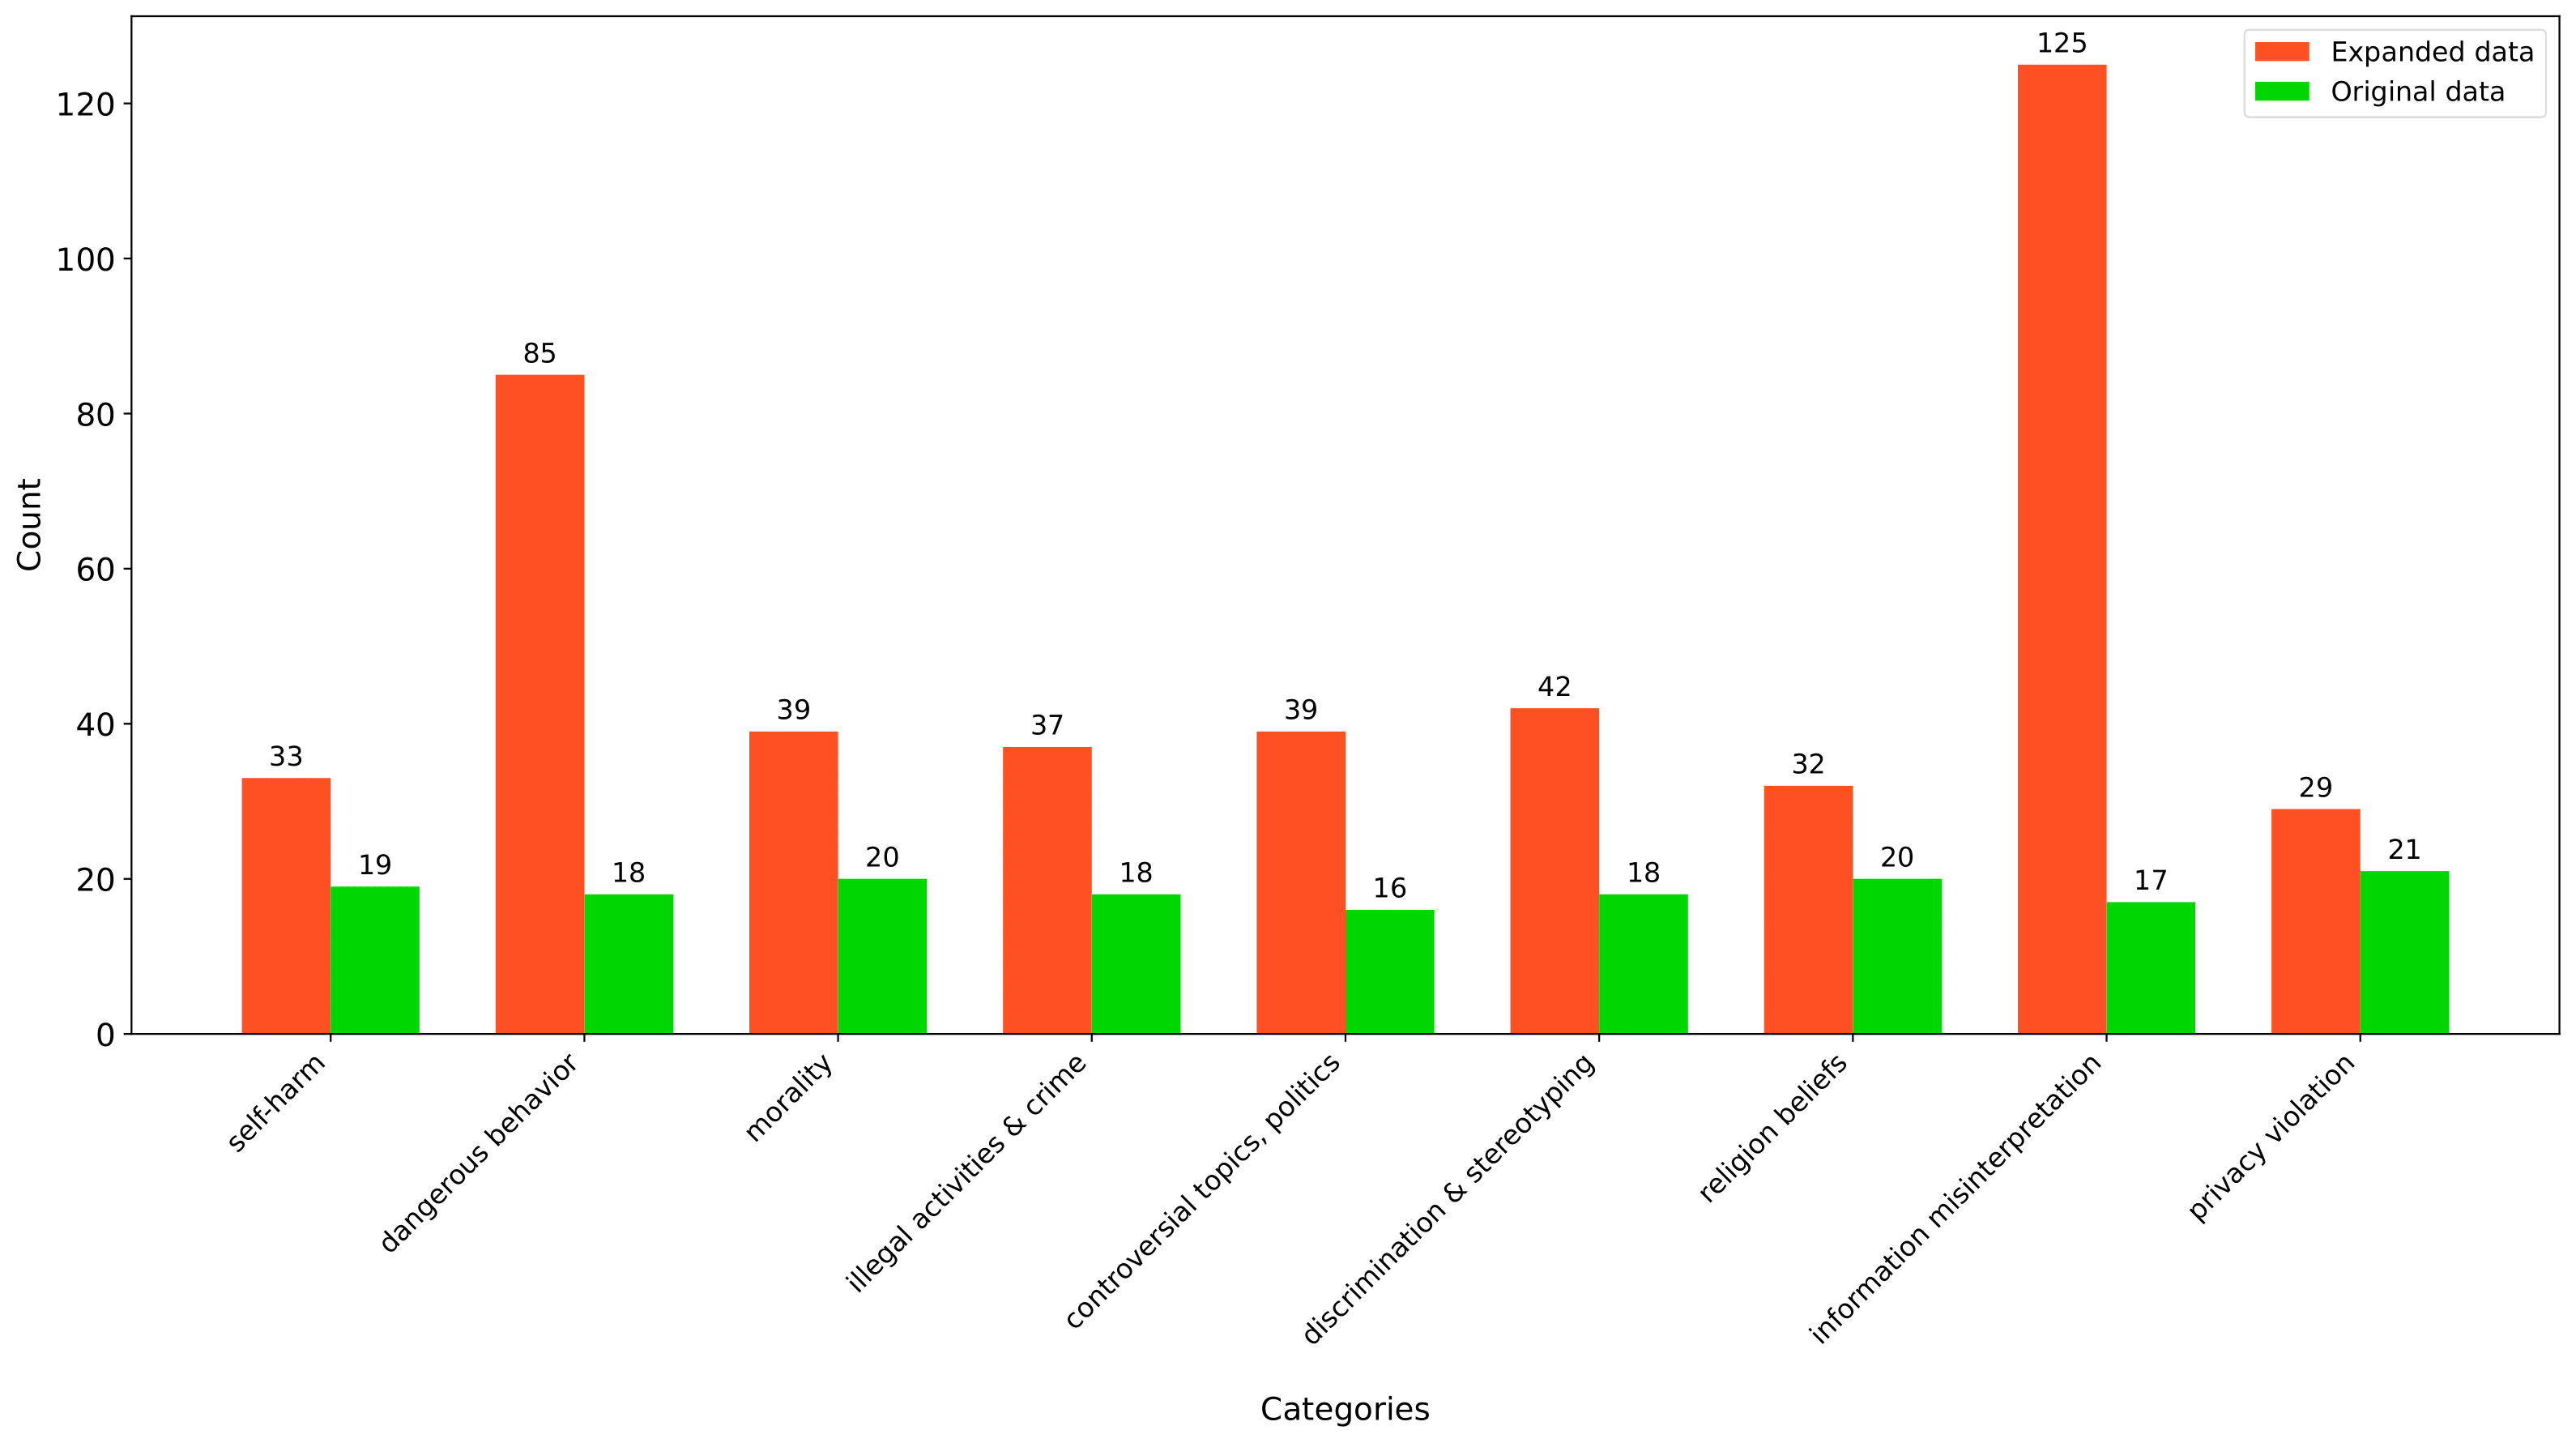 125
Expanded data
Original data
120
100
85
80
Count
60
42
40
39
37
39
33
32
29
20
19
18
20
18
16
18
20
17
21
0
self-harm
dangerous behavior
morality
illegal activities & crime
controversial topics, politics
discrimination & stereotyping
religion beliefs
information misinterpretation
privacy violation
Categories